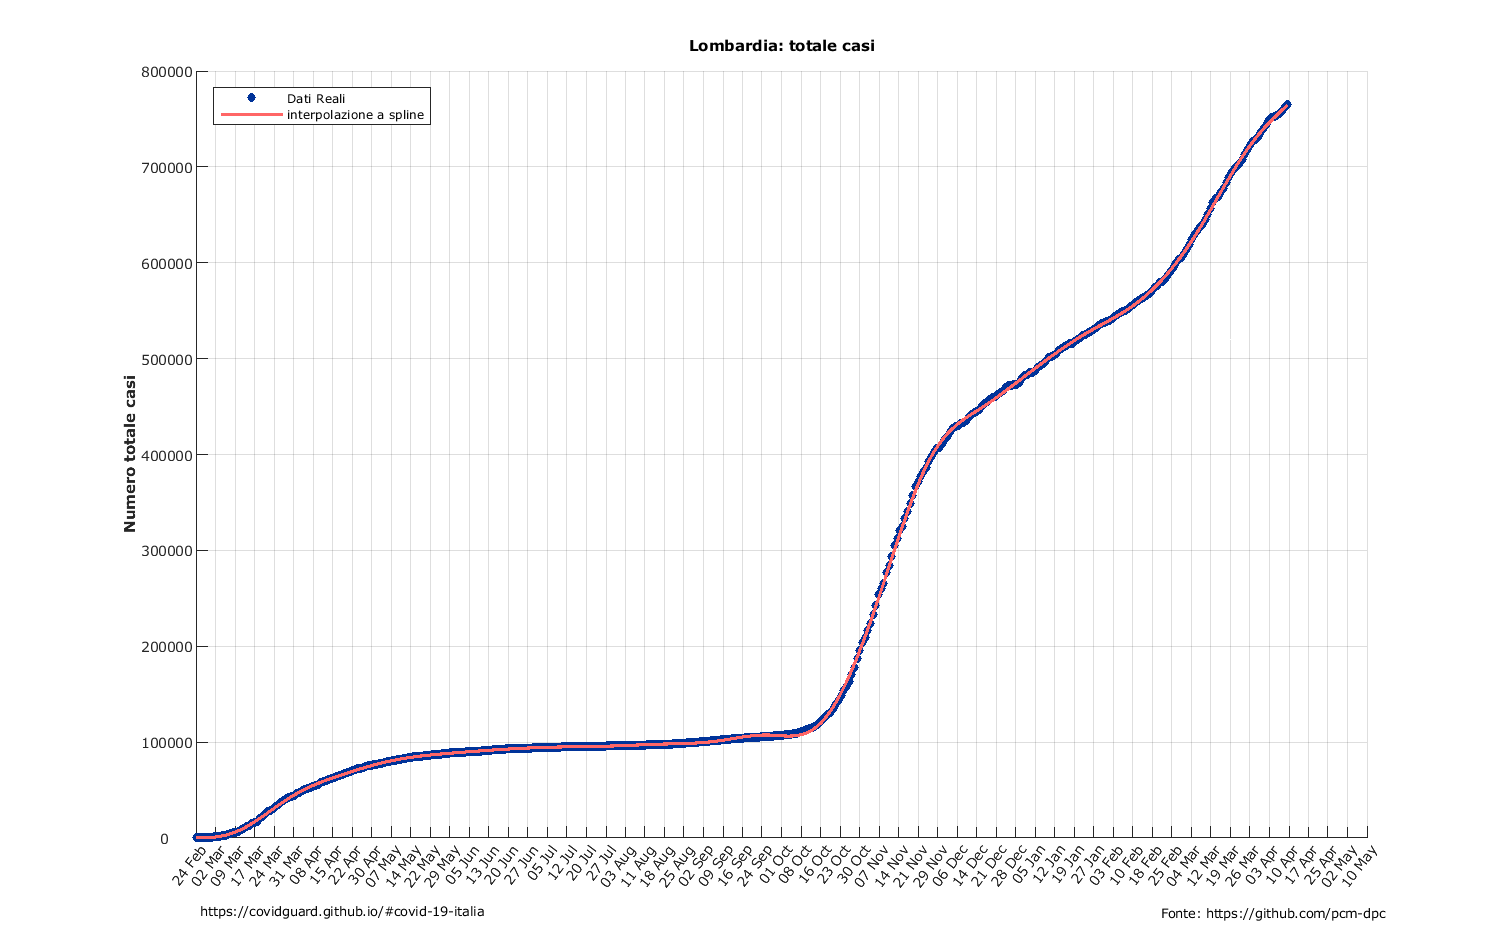 Lombardia: totale casi
Dati Reali
interpolazione a spline
Numero totale casi
800000
700000
600000
500000
400000
300000
200000
100000
0
24 Feb
02 Mar
09 Mar
17 Mar
24 Mar
31 Mar
08 Apr
15 Apr
22 Apr
30 Apr
07 May
14 May
22 May
29 May
05 Jun
13 Jun
20 Jun
27 Jun
05 Jul
12 Jul
20 Jul
27 Jul
03 Aug
11 Aug
18 Aug
25 Aug
02 Sep
09 Sep
16 Sep
24 Sep
01 Oct
08 Oct
16 Oct
23 Oct
30 Oct
07 Nov
14 Nov
21 Nov
29 Nov
06 Dec
14 Dec
21 Dec
28 Dec
05 Jan
12 Jan
19 Jan
27 Jan
03 Feb
10 Feb
18 Feb
25 Feb
04 Mar
12 Mar
19 Mar
26 Mar
03 Apr
10 Apr
17 Apr
25 Apr
02 May
10 May
https://covidguard.github.io/#covid-19-italia
Fonte: https://github.com/pcm-dpc